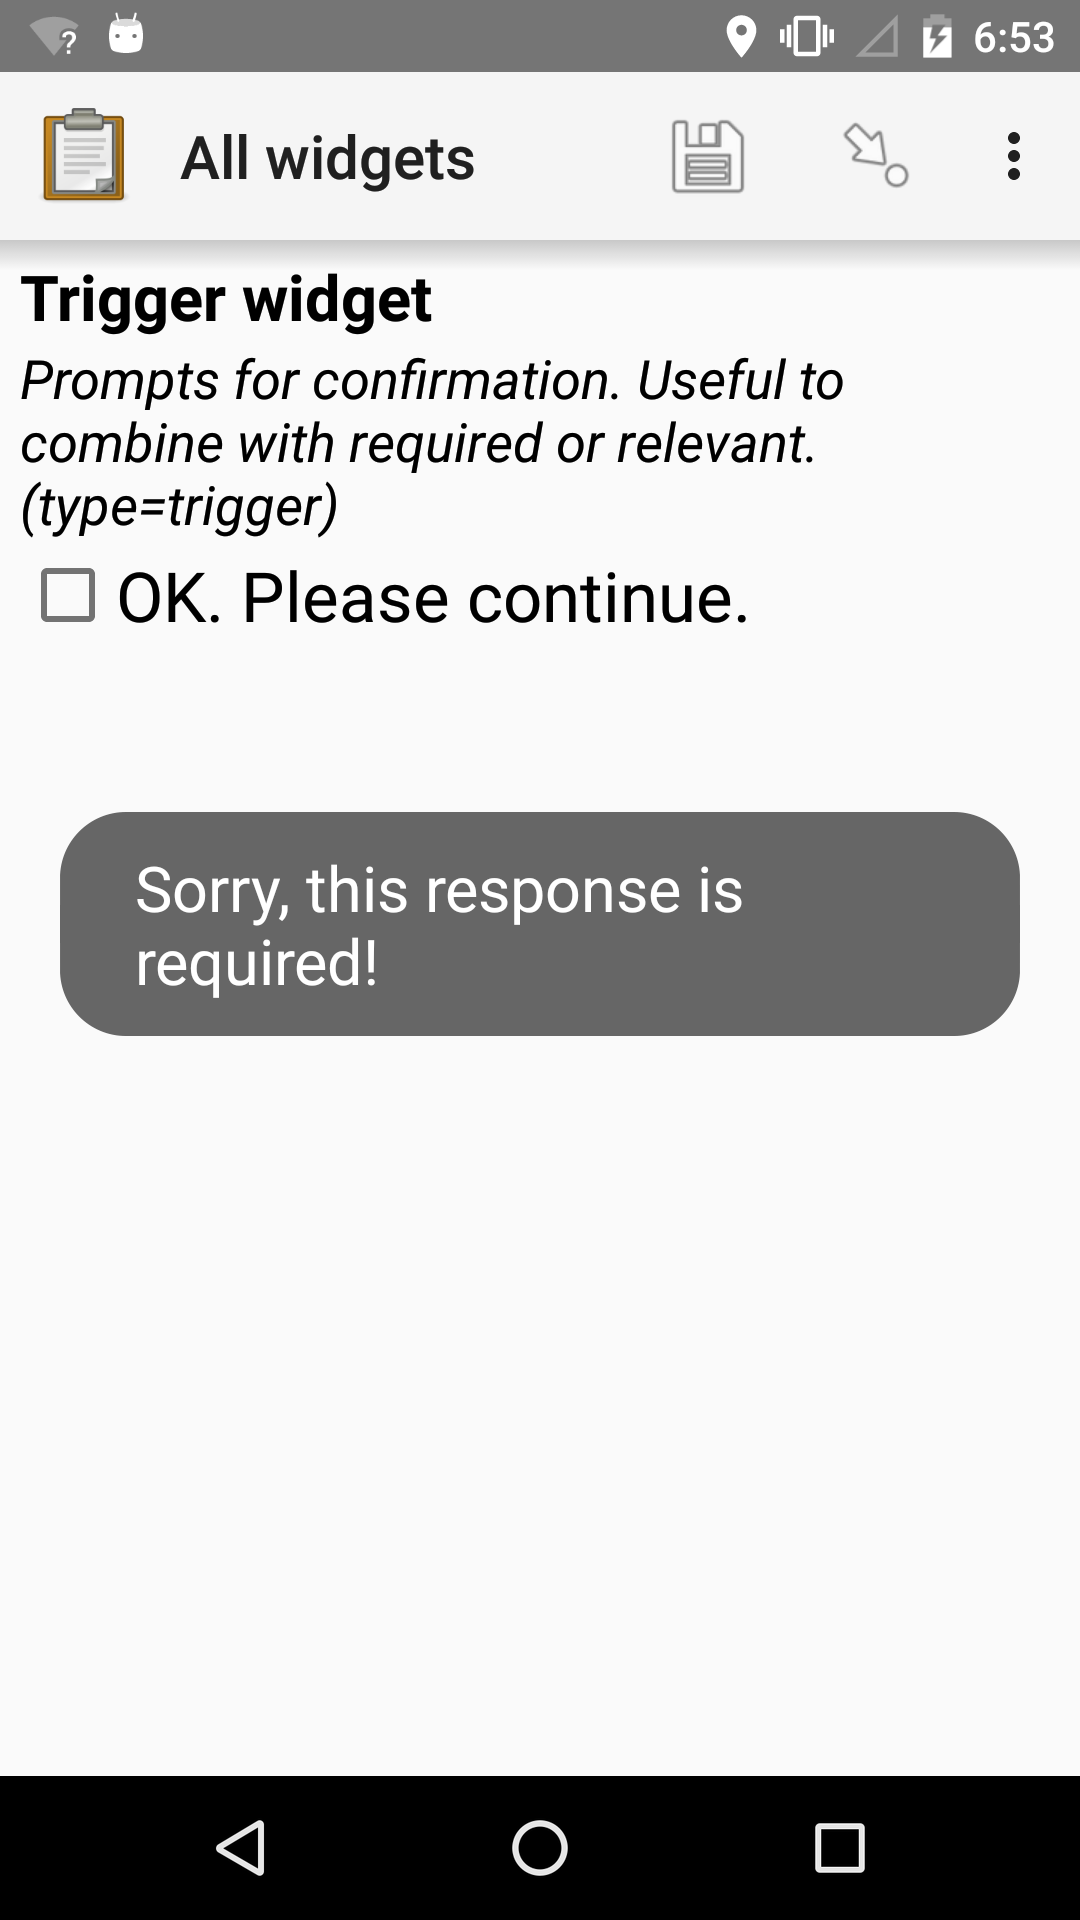 6:53
All widgets
Trigger widget
Prompts for confirmation. Useful to
combine with required or relevant.
(type=trigger)
OK. Please continue.
Sorry, this response is
required!